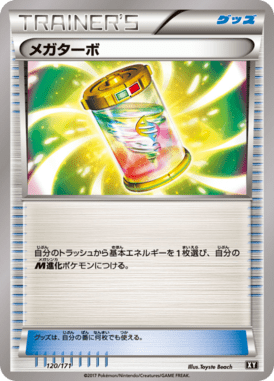 TRAINER'S
グッズ
メガターボ
自分のトラッシュから基本エネルギーを1枚選び、自分の
M進化ポケモンにつける。
グッズは、自分の番に何枚でも使える。
120/171
Illus.Toyste Beach
XY
©2017 Pokémon/Nintendo/Creatures/GAME FREAK.